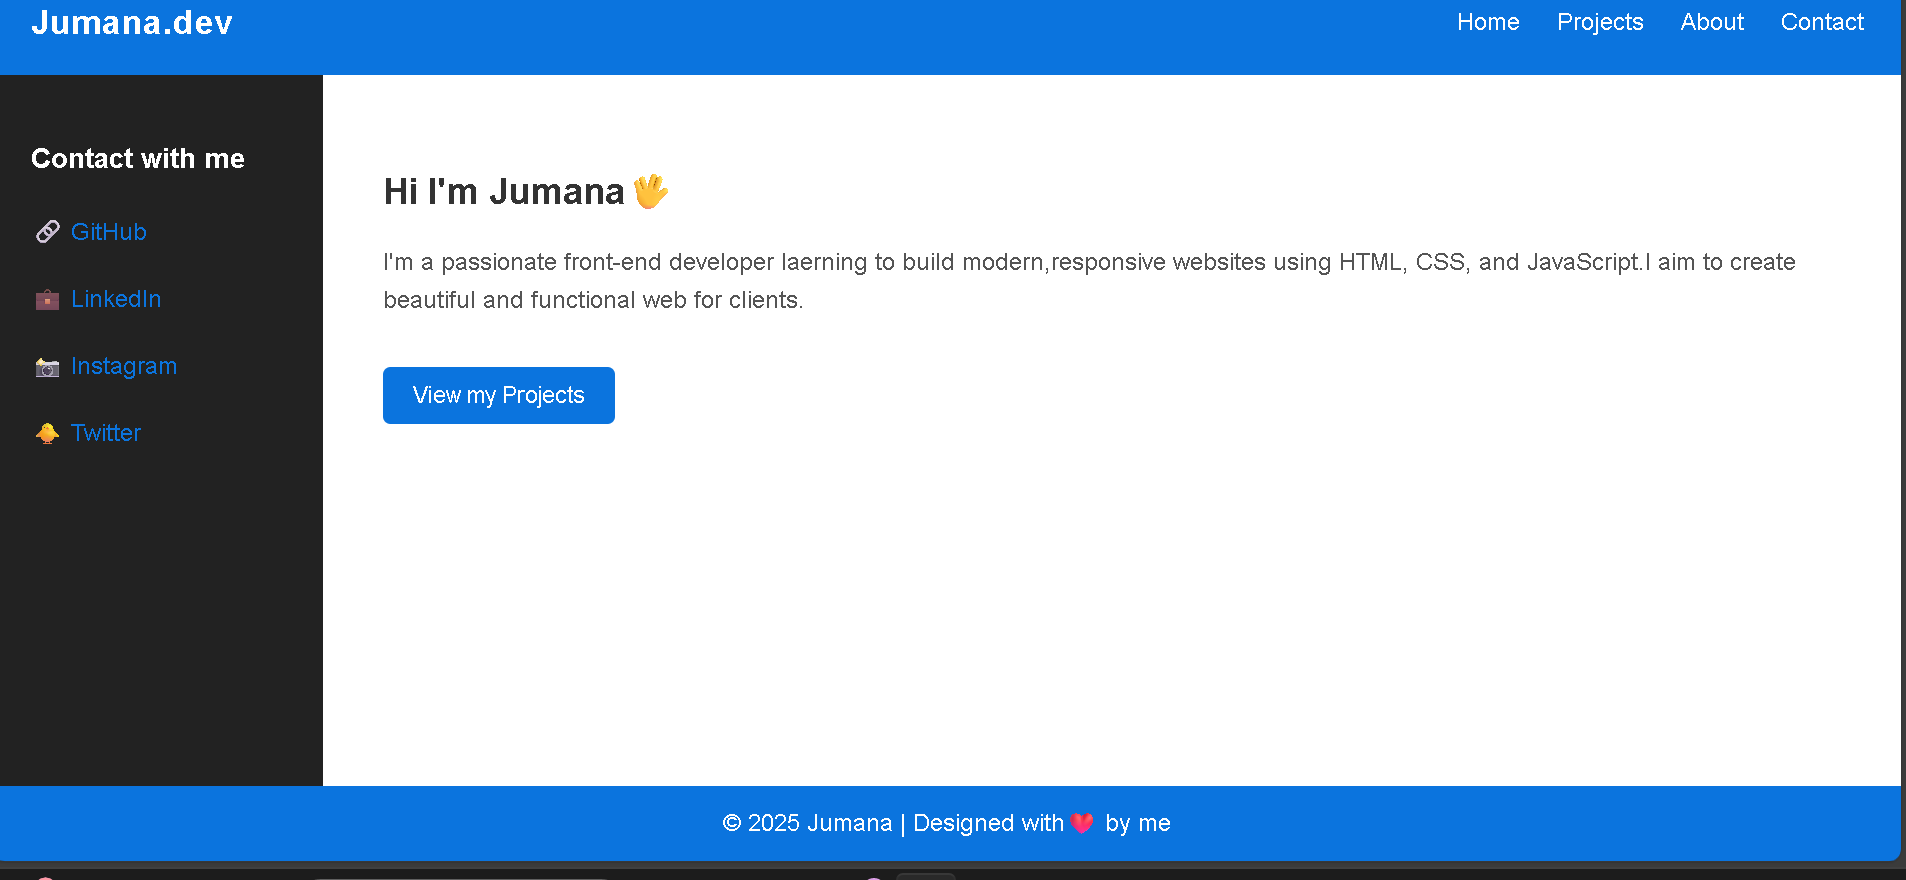 Jumana.dev
Home Projects About Contact
Contact with me
GitHub
LinkedIn
Instagram
Twitter
Hi I'm Jumana
I'm a passionate front-end developer laerning to build modern,responsive websites using HTML, CSS, and JavaScript.I aim to create
beautiful and functional web for clients.
View my Projects
© 2025 Jumana | Designed with ❤️ by me